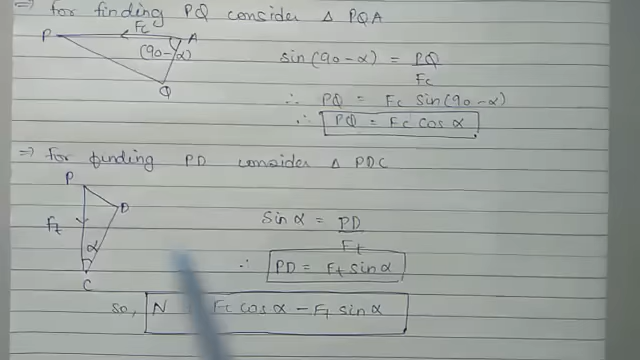 ⇒ for finding PQ consider △ PQA
P Fc A
(90-α)
Q
sin(90-α) = PQ
Fc
∴ PQ = Fc sin(90-α)
∴ PQ = Fc cos α
⇒ For finding PD consider △ PDC
P
D
Ft
α
C
sin α = PD
Ft
∴ PD = Ft sin α
so, N Fc cos α - Ft sin α